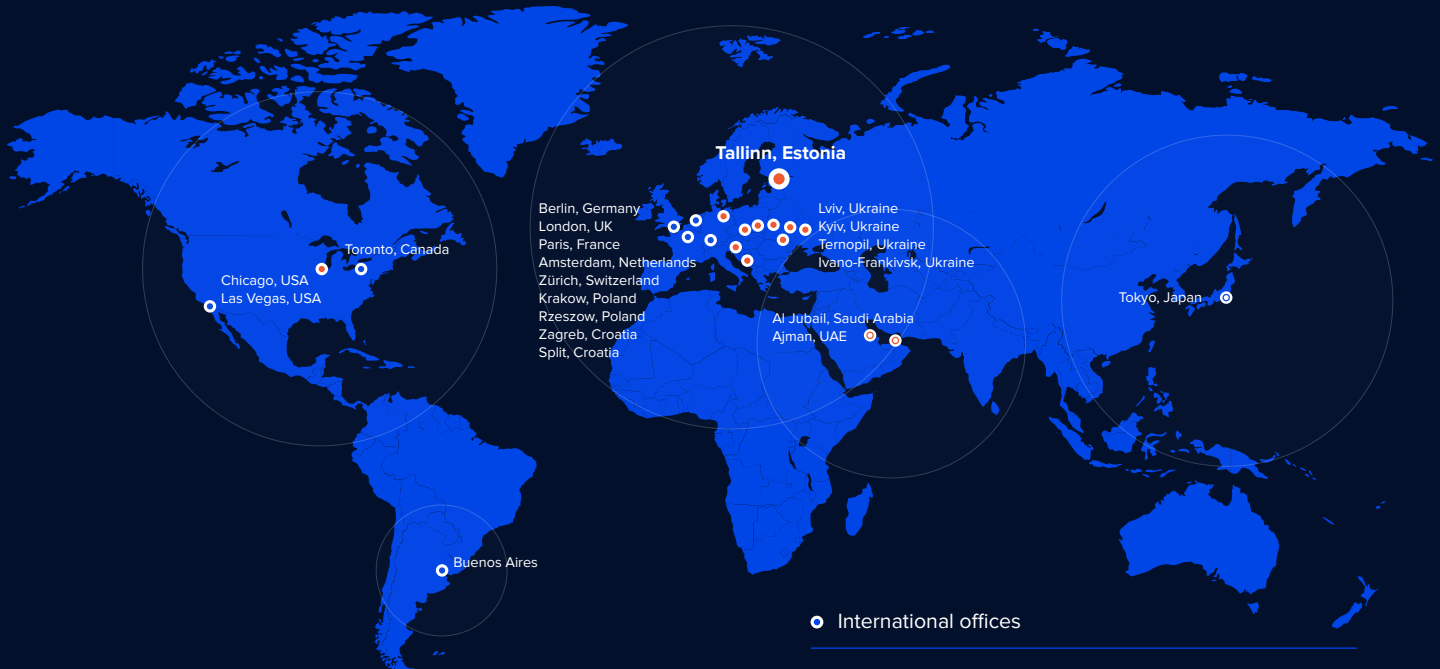 Tallinn, Estonia
Berlin, Germany
London, UK
Paris, France
Amsterdam, Netherlands
Zürich, Switzerland
Krakow, Poland
Rzeszow, Poland
Zagreb, Croatia
Split, Croatia
Lviv, Ukraine
Kyiv, Ukraine
Ternopil, Ukraine
Ivano-Frankivsk, Ukraine
Toronto, Canada
Chicago, USA
Las Vegas, USA
Al Jubail, Saudi Arabia
Ajman, UAE
Tokyo, Japan
Buenos Aires
International offices